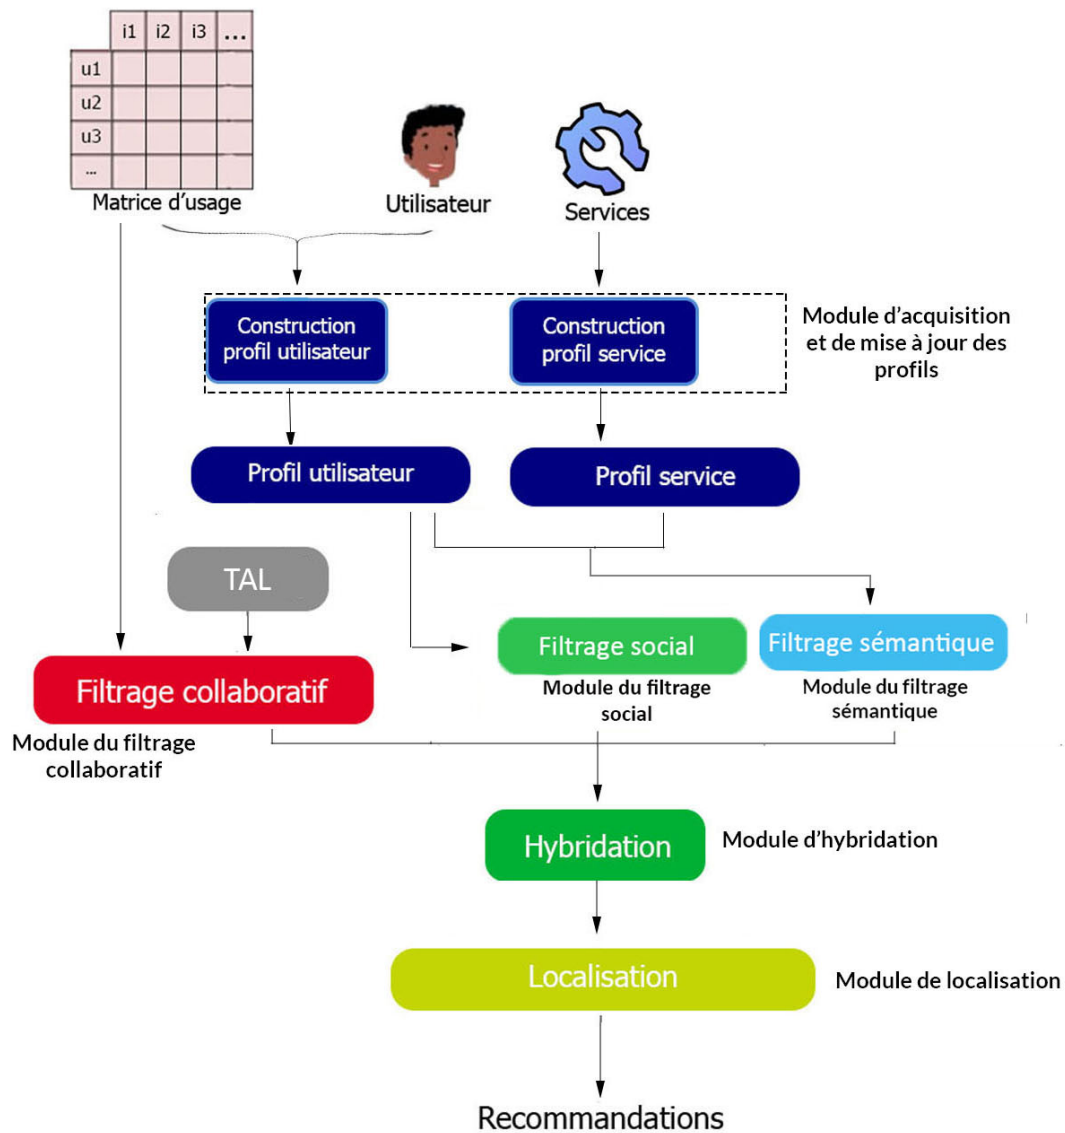 i1 i2 i3 ...
u1
u2
u3
...
Matrice d'usage
Utilisateur
Services
Construction
profil utilisateur
Construction
profil service
Module d'acquisition
et de mise à jour des
profils
Profil utilisateur
Profil service
TAL
Filtrage collaboratif
Module du filtrage
collaboratif
Filtrage social
Module du filtrage
social
Filtrage sémantique
Module du filtrage
sémantique
Hybridation
Module d'hybridation
Localisation
Module de localisation
Recommandations